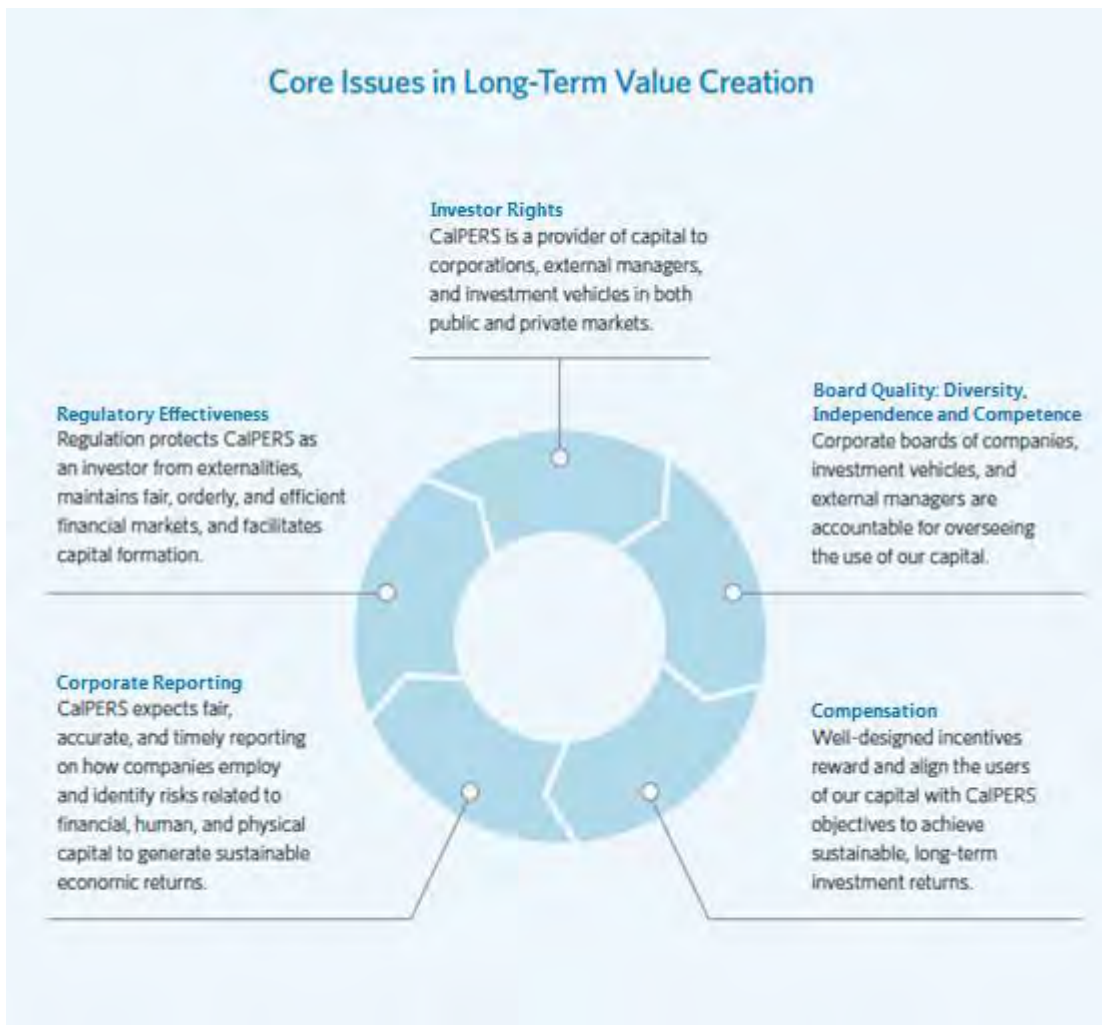 Core Issues in Long-Term Value Creation
Investor Rights
CalPERS is a provider of capital to
corporations, external managers,
and investment vehicles in both
public and private markets.
Board Quality: Diversity,
Independence and Competence
Corporate boards of companies,
investment vehicles, and
external managers are
accountable for overseeing
the use of our capital.
Compensation
Well-designed incentives
reward and align the users
of our capital with CalPERS
objectives to achieve
sustainable, long-term
investment returns.
Corporate Reporting
CalPERS expects fair,
accurate, and timely reporting
on how companies employ
and identify risks related to
financial, human, and physical
capital to generate sustainable
economic returns.
Regulatory Effectiveness
Regulation protects CalPERS as
an investor from externalities,
maintains fair, orderly, and efficient
financial markets, and facilitates
capital formation.